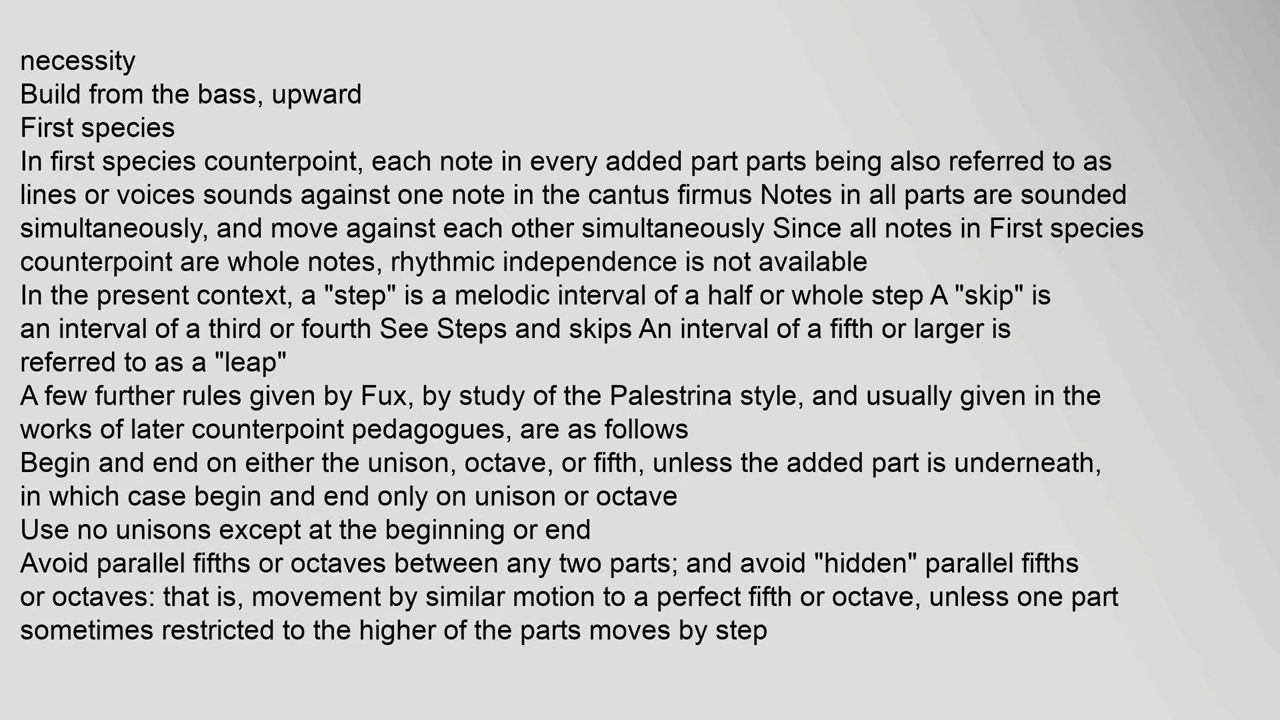 necessity
Build from the bass, upward
First species
In first species counterpoint, each note in every added part parts being also referred to as
lines or voices sounds against one note in the cantus firmus Notes in all parts are sounded
simultaneously, and move against each other simultaneously Since all notes in First species
counterpoint are whole notes, rhythmic independence is not available
In the present context, a "step" is a melodic interval of a half or whole step A "skip" is
an interval of a third or fourth See Steps and skips An interval of a fifth or larger is
referred to as a "leap"
A few further rules given by Fux, by study of the Palestrina style, and usually given in the
works of later counterpoint pedagogues, are as follows
Begin and end on either the unison, octave, or fifth, unless the added part is underneath,
in which case begin and end only on unison or octave
Use no unisons except at the beginning or end
Avoid parallel fifths or octaves between any two parts; and avoid "hidden" parallel fifths
or octaves: that is, movement by similar motion to a perfect fifth or octave, unless one part
sometimes restricted to the higher of the parts moves by step